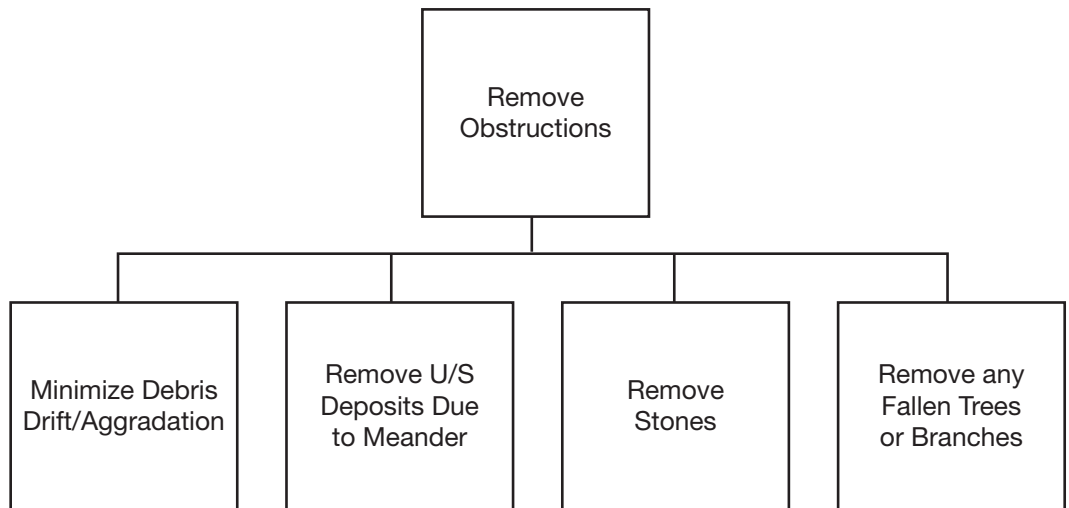 Remove
Obstructions
Minimize Debris
Drift/Aggradation
Remove U/S
Deposits Due
to Meander
Remove
Stones
Remove any
Fallen Trees
or Branches